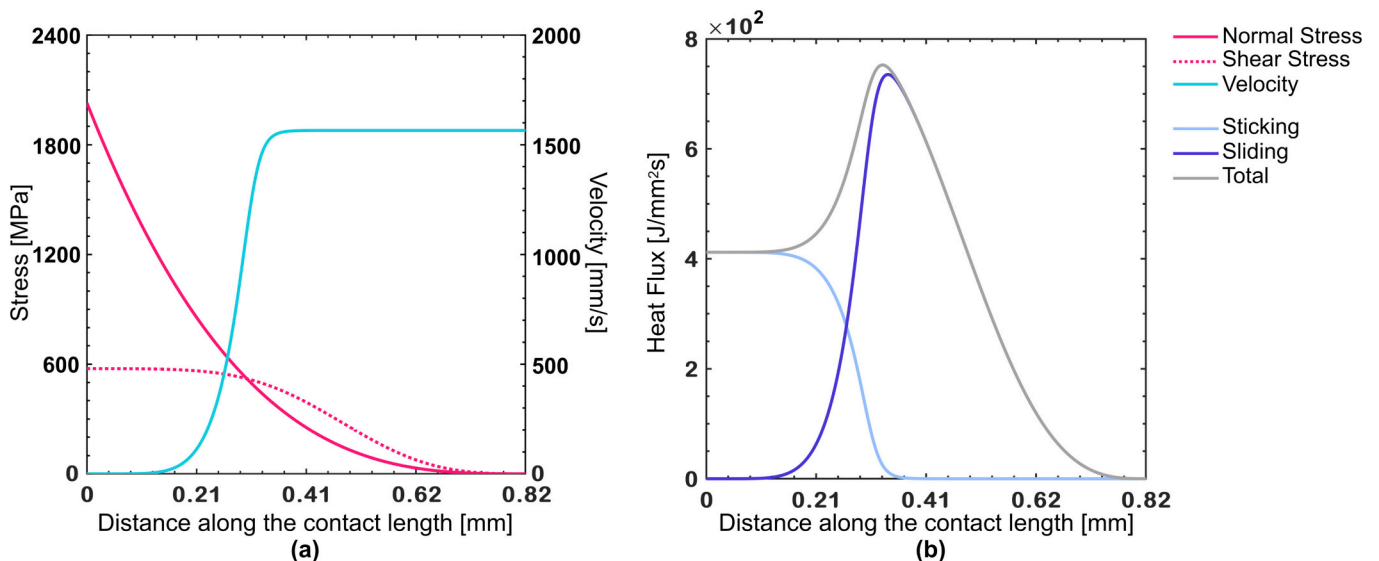 2400
1800
1200
600
0
Stress [MPa]
2000
1500
1000
500
0
Velocity [mm/s]
0 0.21 0.41 0.62 0.82
Distance along the contact length [mm]
(a)
×10²
8
6
4
2
0
Heat Flux [J/mm²s]
0 0.21 0.41 0.62 0.82
Distance along the contact length [mm]
(b)
Normal Stress
Shear Stress
Velocity
Sticking
Sliding
Total